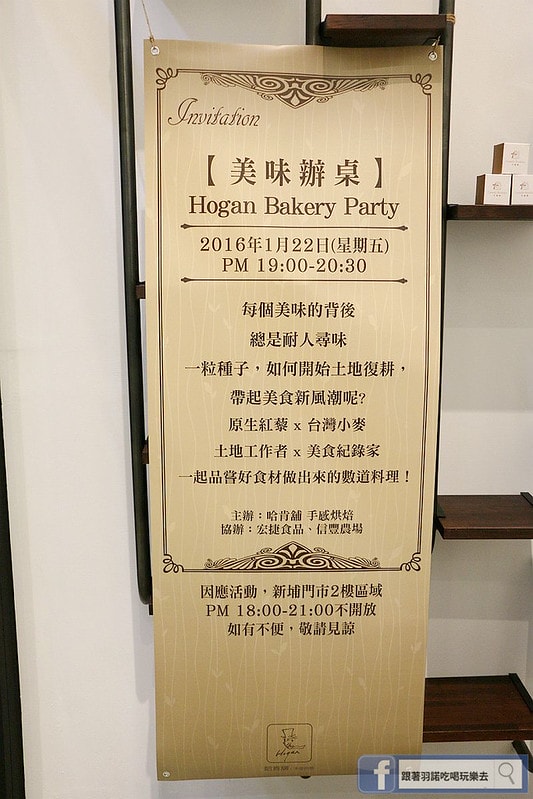 Invitation
【美味辦桌】
Hogan Bakery Party
2016年1月22日(星期五)
PM 19:00-20:30
每個美味的背後
總是耐人尋味
一粒種子，如何開始土地復耕，
帶起美食新風潮呢?
原生紅藜 x 台灣小麥
土地工作者 x 美食紀錄家
一起品嘗好食材做出來的數道料理！
主辦：哈肯舖 手感烘焙
協辦：宏捷食品、信豐農場
因應活動，新埔門市2樓區域
PM 18:00-21:00不開放
如有不便，敬請見諒
Hogan
跟著羽諾吃喝玩樂去